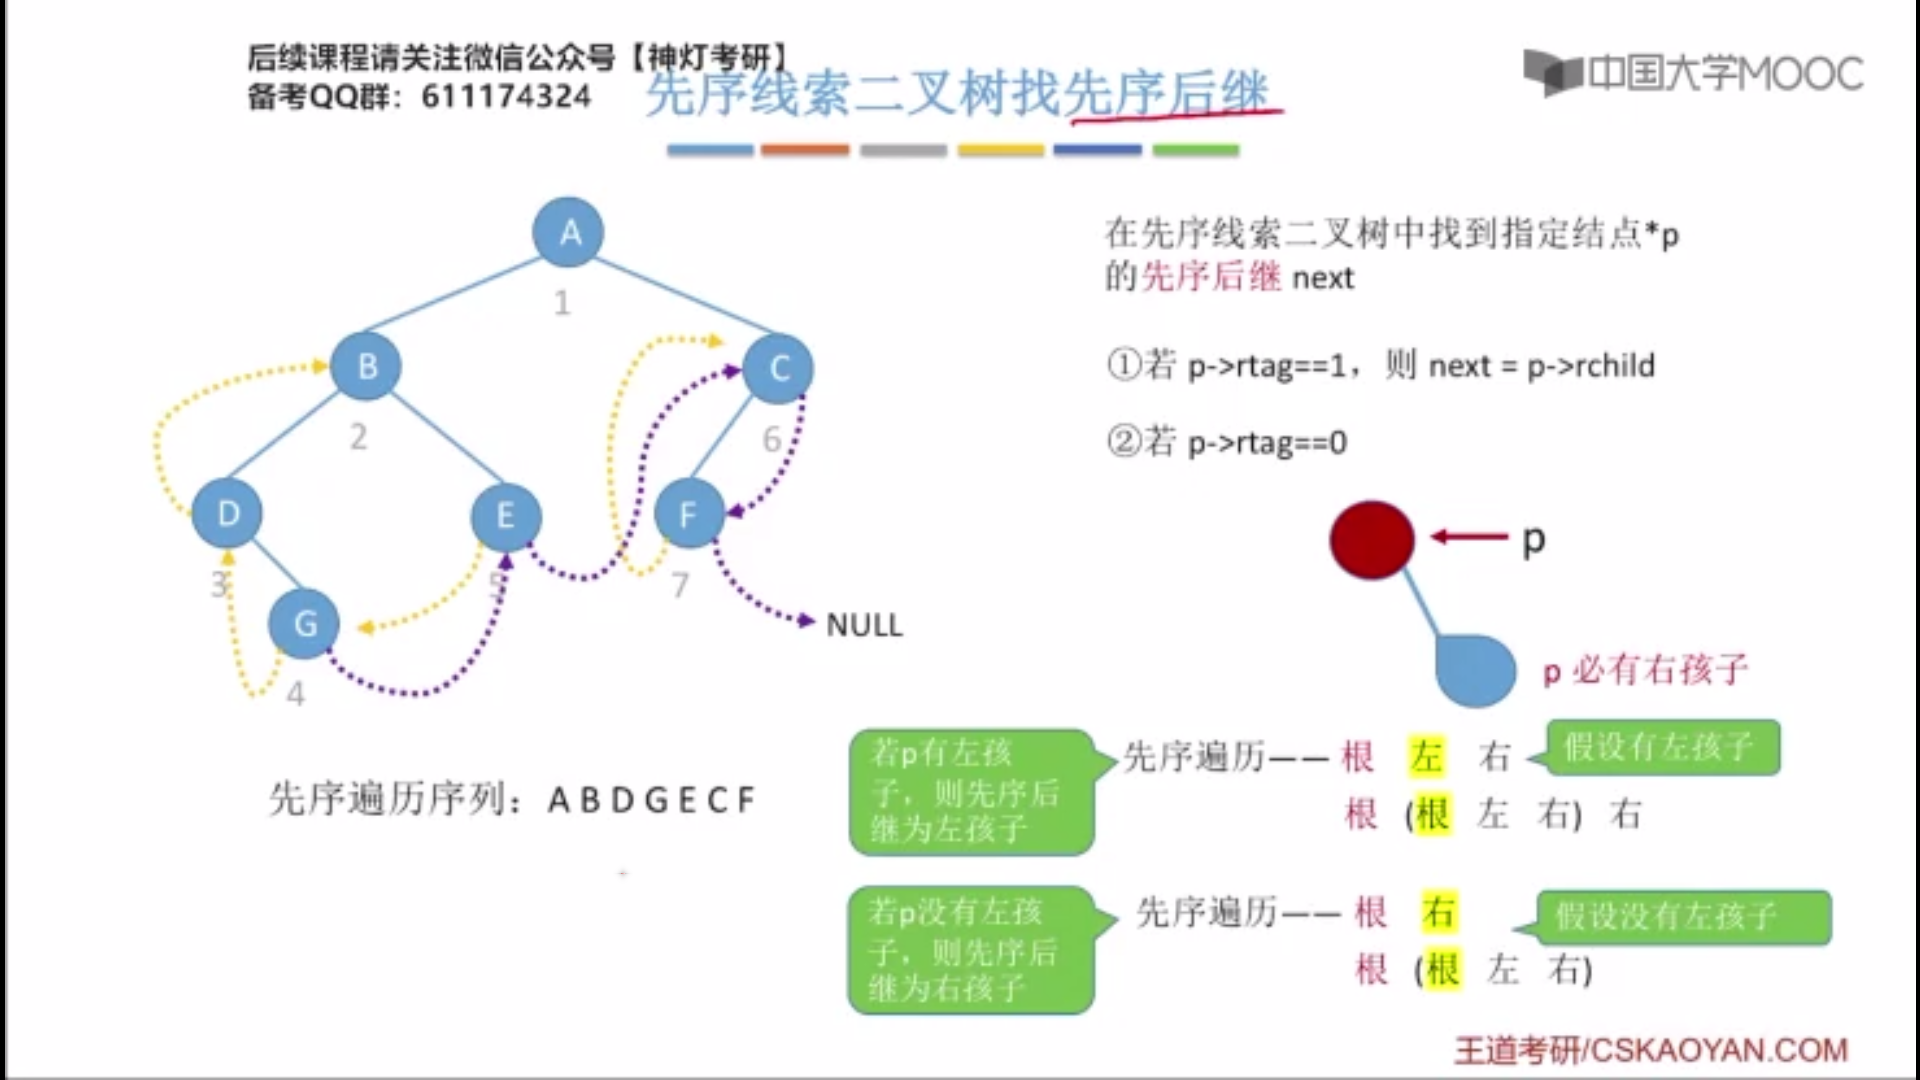 后续课程请关注微信公众号【神灯考研】
备考QQ群：611174324
先序线索二叉树找先序后继
中国大学MOOC
A
1
B
C
2
6
D
E
F
3
5
7
G
4
NULL
先序遍历序列：A B D G E C F
在先序线索二叉树中找到指定结点*p
的先序后继 next
①若 p->rtag==1，则 next = p->rchild
②若 p->rtag==0
p
p 必有右孩子
若p有左孩
子，则先序后
继为左孩子
先序遍历—— 根 左 右
假设有左孩子
根 (根 左 右) 右
若p没有左孩
子，则先序后
继为右孩子
先序遍历—— 根 右
假设没有左孩子
根 (根 左 右)
王道考研/CSKAOYAN.COM